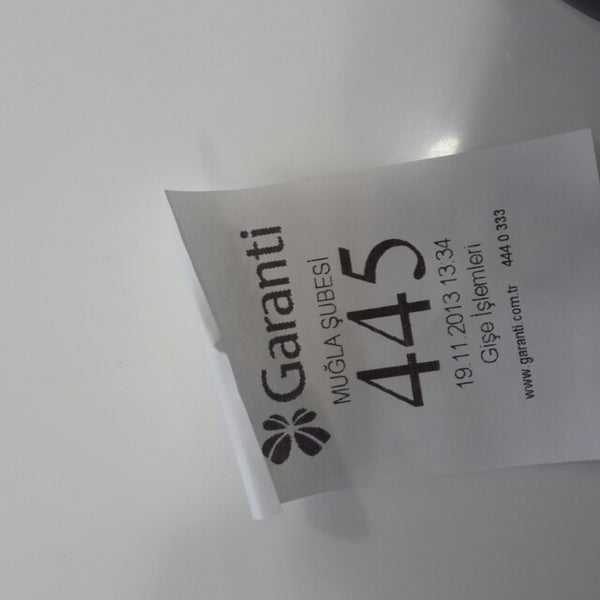 Garanti
MUĞLA ŞUBESİ
445
19.11.2013 13:34
Gişe İşlemleri
www.garanti.com.tr 444 0 333